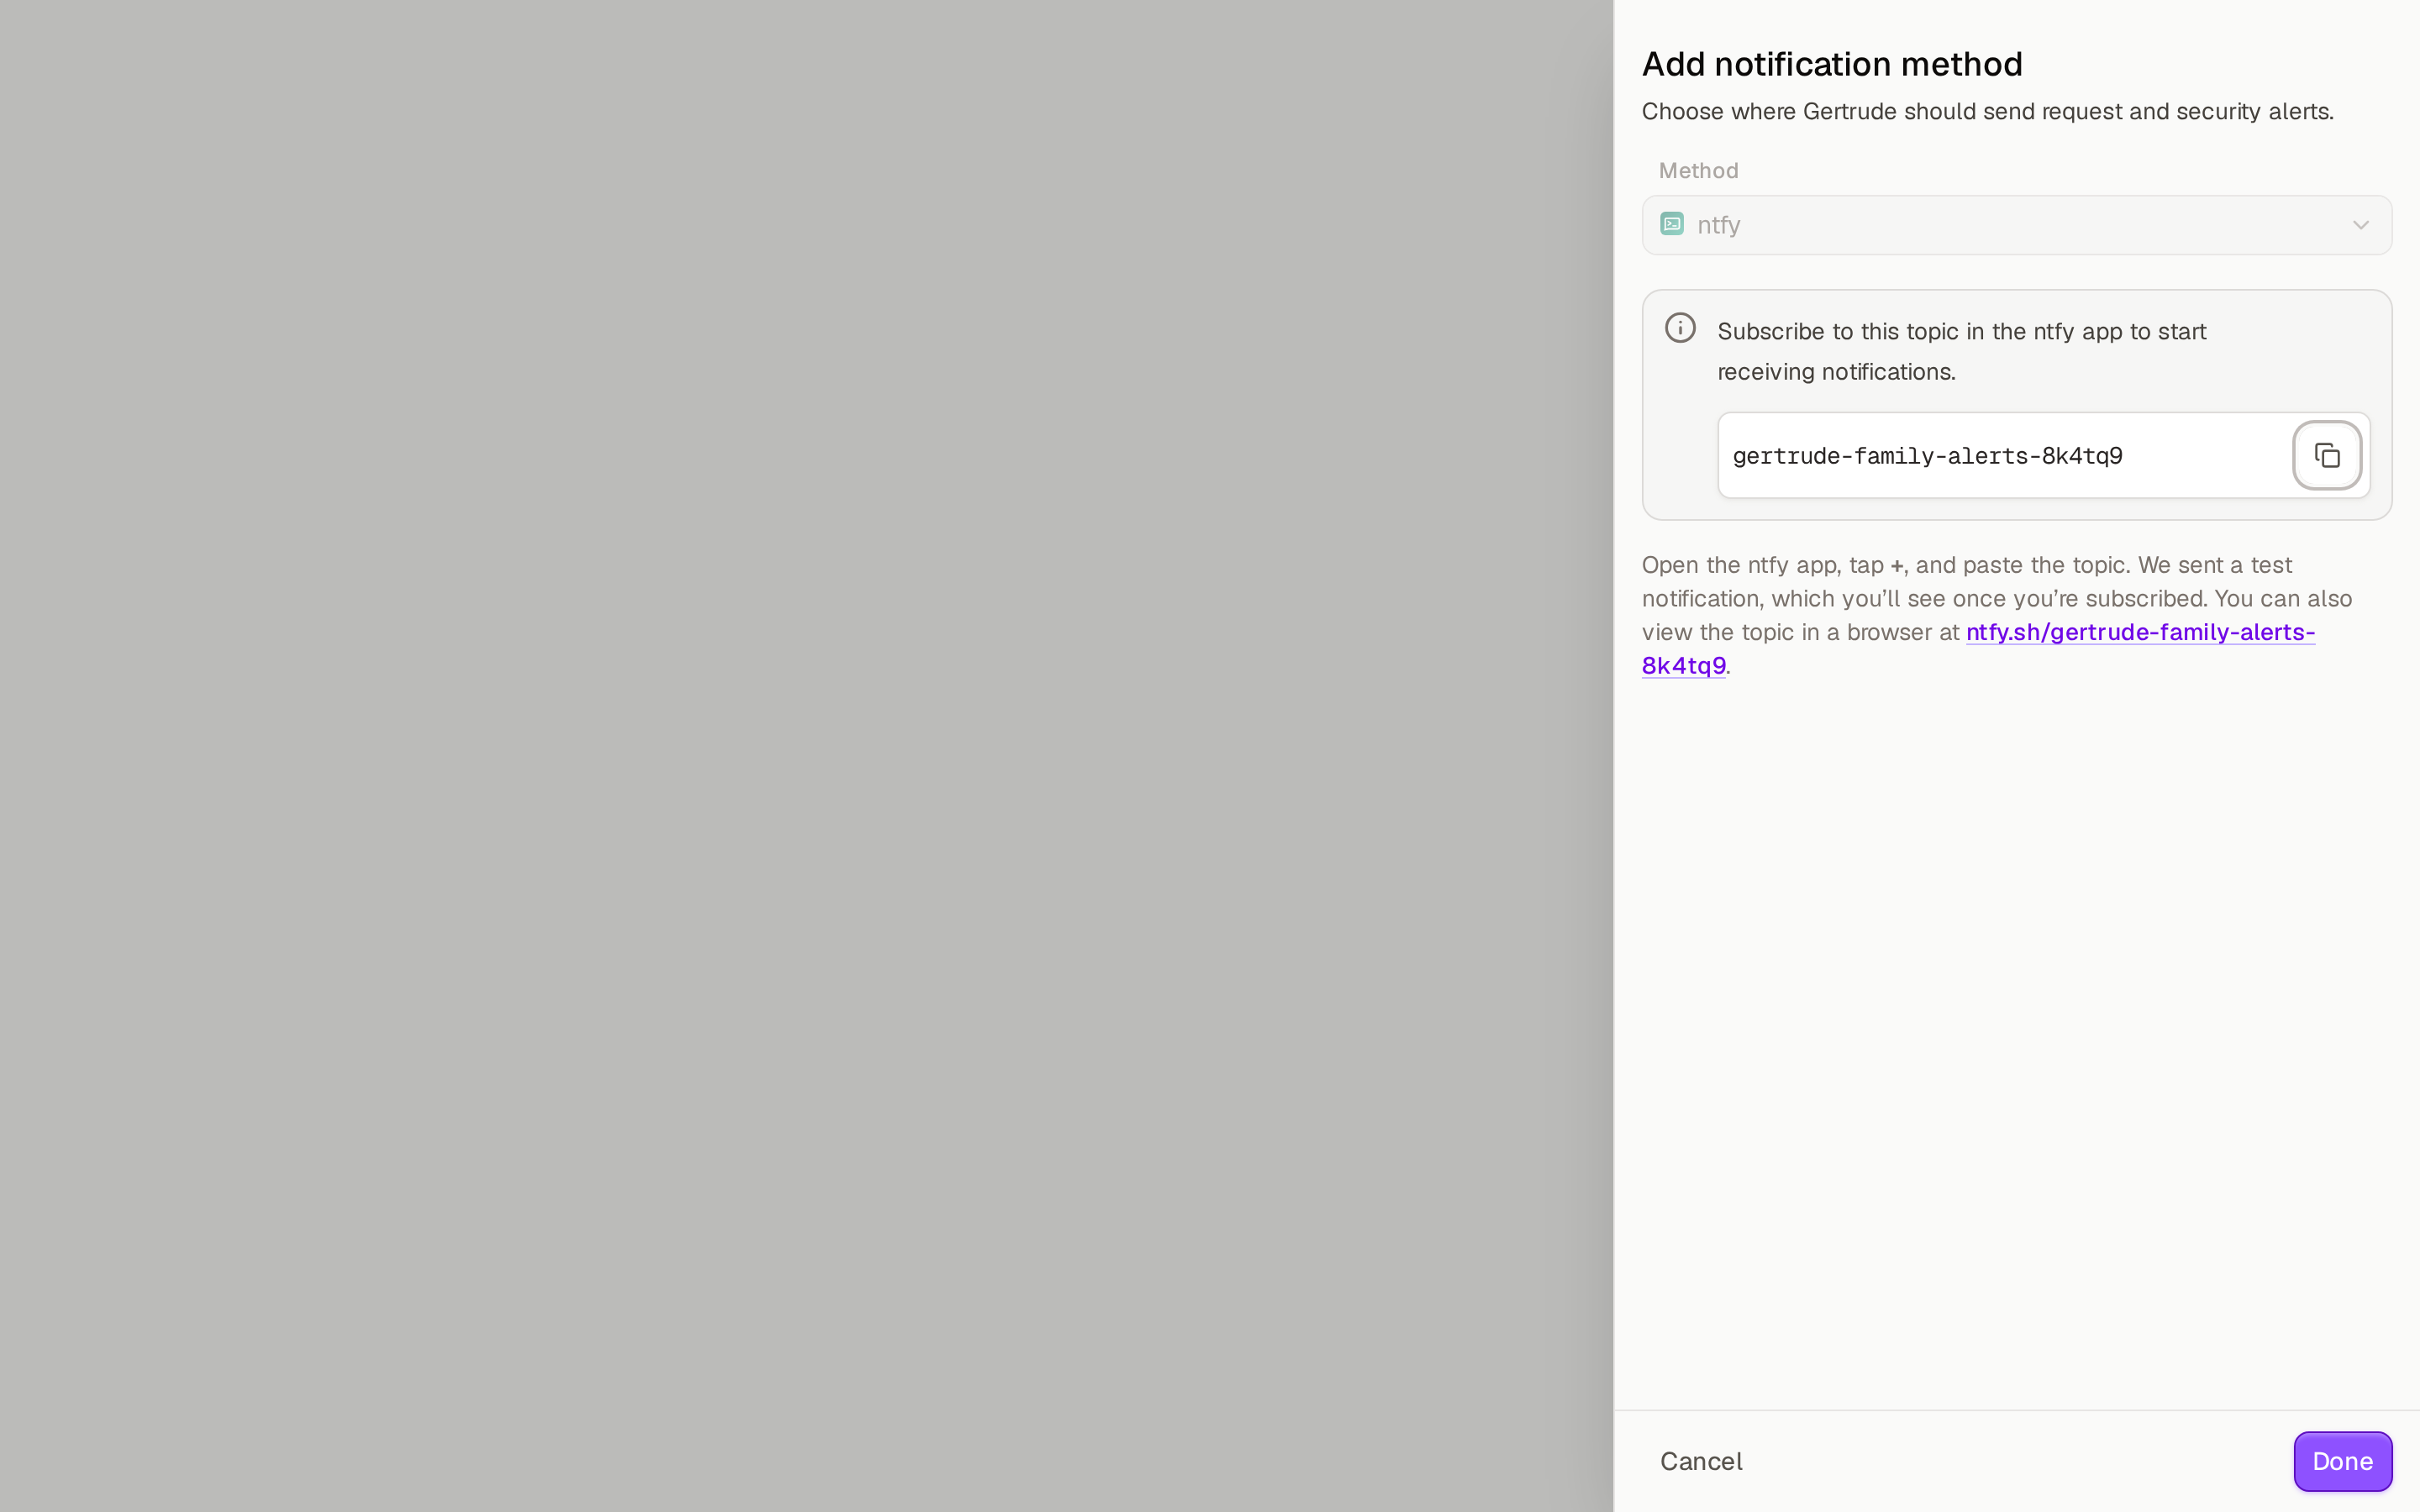 Add notification method
Choose where Gertrude should send request and security alerts.
Method
ntfy
Subscribe to this topic in the ntfy app to start
receiving notifications.
gertrude-family-alerts-8k4tq9
Open the ntfy app, tap +, and paste the topic. We sent a test
notification, which you’ll see once you’re subscribed. You can also
view the topic in a browser at ntfy.sh/gertrude-family-alerts-
8k4tq9.
Cancel
Done